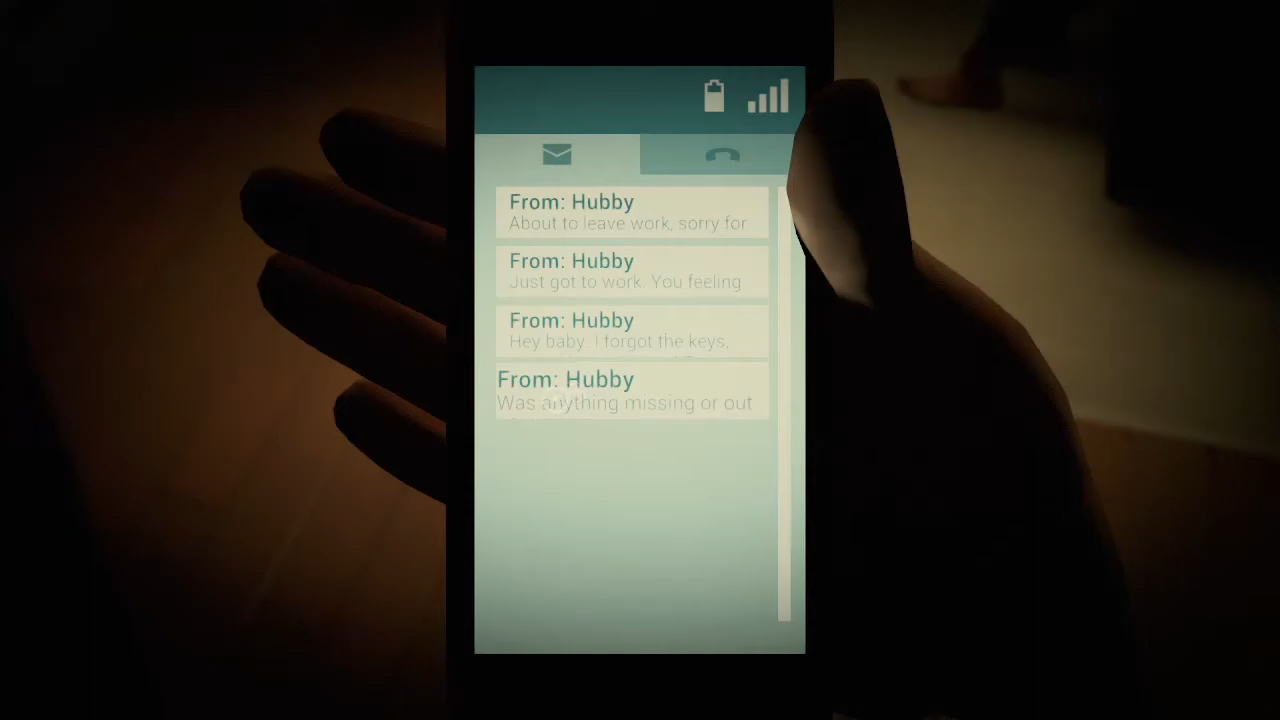 From: Hubby
About to leave work, sorry for
From: Hubby
Just got to work. You feeling
From: Hubby
Hey baby. I forgot the keys,
From: Hubby
Was anything missing or out